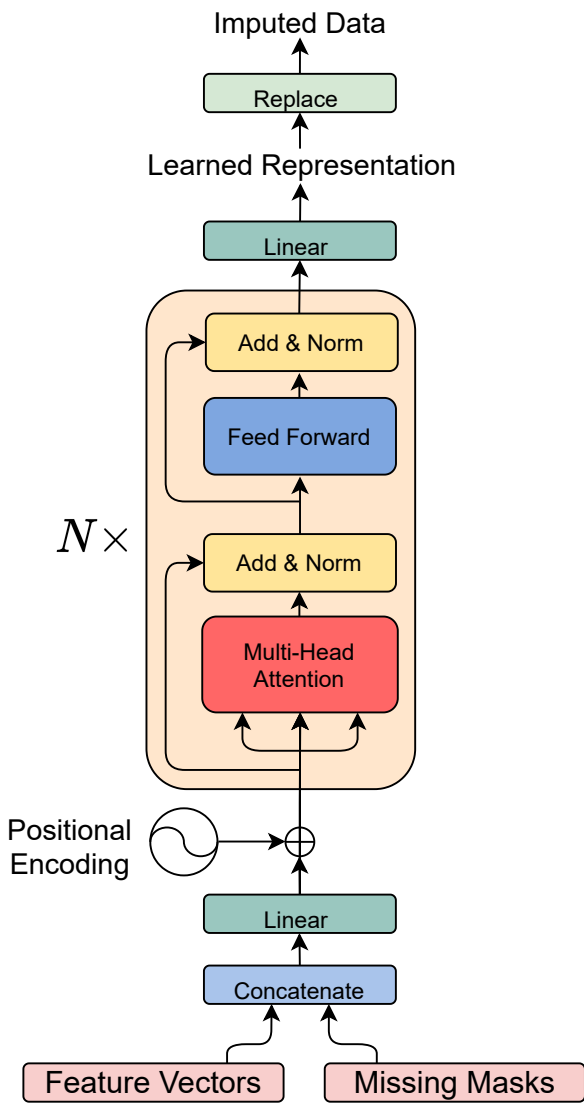 Imputed Data
Replace
Learned Representation
Linear
Add & Norm
Feed Forward
N×
Add & Norm
Multi-Head
Attention
Positional
Encoding
Linear
Concatenate
Feature Vectors
Missing Masks